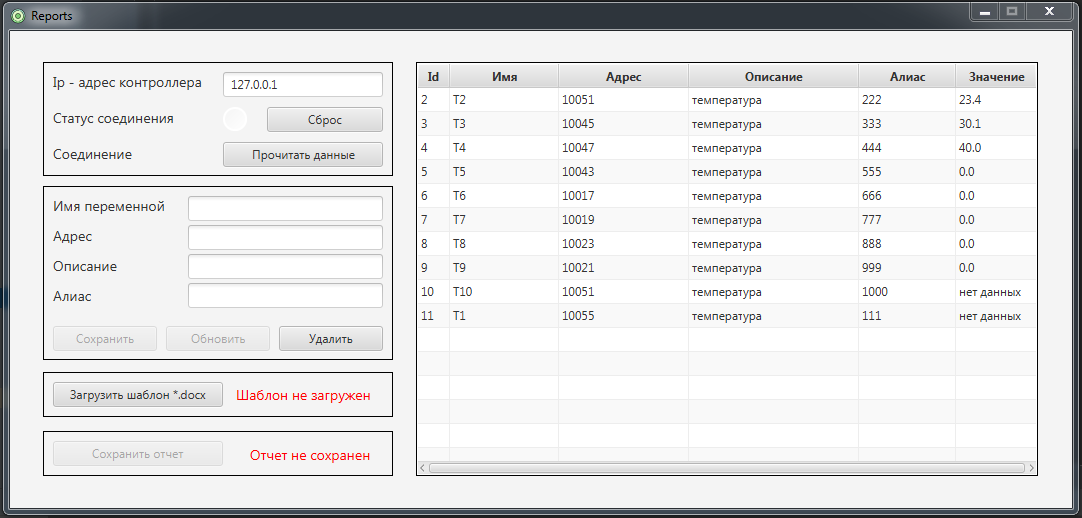 Reports
Ip - адрес контроллера 127.0.0.1
Статус соединения Сброс
Соединение Прочитать данные
Имя переменной
Адрес
Описание
Алиас
Сохранить Обновить Удалить
Загрузить шаблон *.docx Шаблон не загружен
Сохранить отчет Отчет не сохранен
Id Имя Адрес Описание Алиас Значение
2 T2 10051 температура 222 23.4
3 T3 10045 температура 333 30.1
4 T4 10047 температура 444 40.0
5 T5 10043 температура 555 0.0
6 T6 10017 температура 666 0.0
7 T7 10019 температура 777 0.0
8 T8 10023 температура 888 0.0
9 T9 10021 температура 999 0.0
10 T10 10051 температура 1000 нет данных
11 T1 10055 температура 111 нет данных